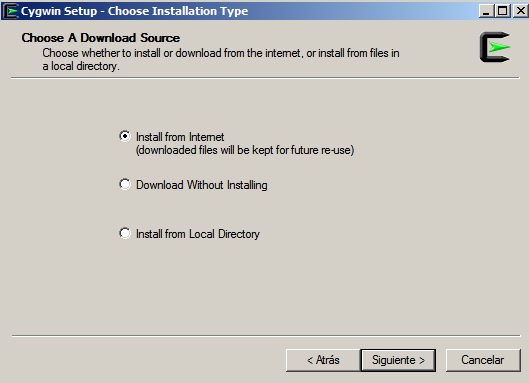 Cygwin Setup - Choose Installation Type
Choose A Download Source
Choose whether to install or download from the internet, or install from files in
a local directory.
Install from Internet
(downloaded files will be kept for future re-use)
Download Without Installing
Install from Local Directory
< Atrás
Siguiente >
Cancelar